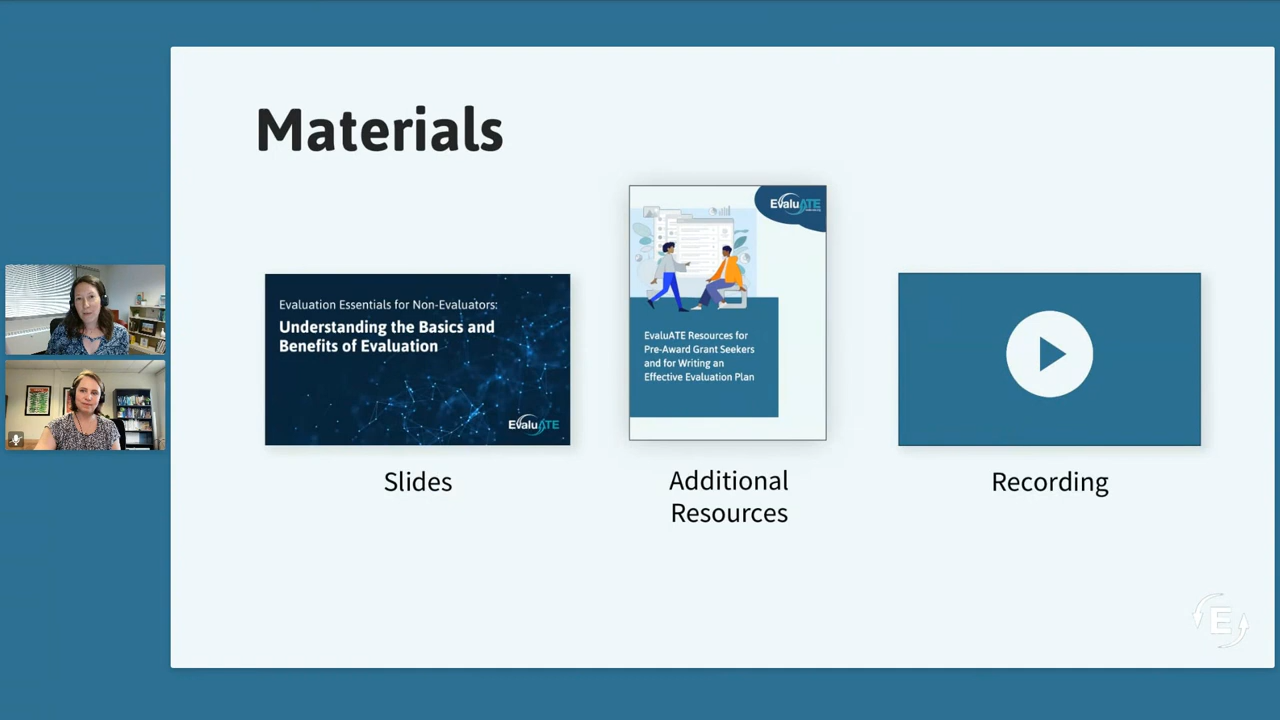 Materials
Evaluation Essentials for Non-Evaluators:
Understanding the Basics and
Benefits of Evaluation
EvaluATE
Slides
EvaluATE
EvaluATE Resources for
Pre-Award Grant Seekers
and for Writing an
Effective Evaluation Plan
Additional
Resources
Recording
E